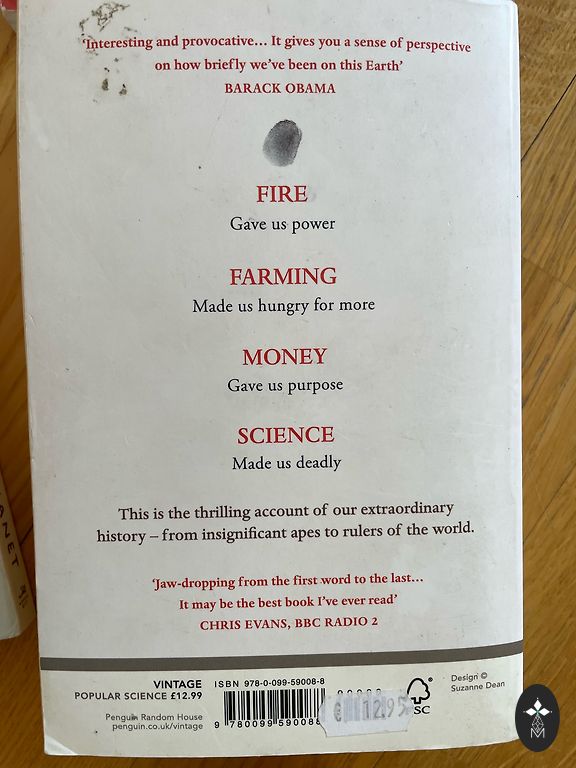 ‘Interesting and provocative… It gives you a sense of perspective
on how briefly we’ve been on this Earth’
BARACK OBAMA
FIRE
Gave us power
FARMING
Made us hungry for more
MONEY
Gave us purpose
SCIENCE
Made us deadly
This is the thrilling account of our extraordinary
history – from insignificant apes to rulers of the world.
‘Jaw-dropping from the first word to the last…
It may be the best book I’ve ever read’
CHRIS EVANS, BBC RADIO 2
VINTAGE
POPULAR SCIENCE £12.99
Penguin Random House
penguin.co.uk/vintage
ISBN 978-0-099-59008-8
9 780099 590088
€ 12.95
FSC
Design ©
Suzanne Dean
ANET
M